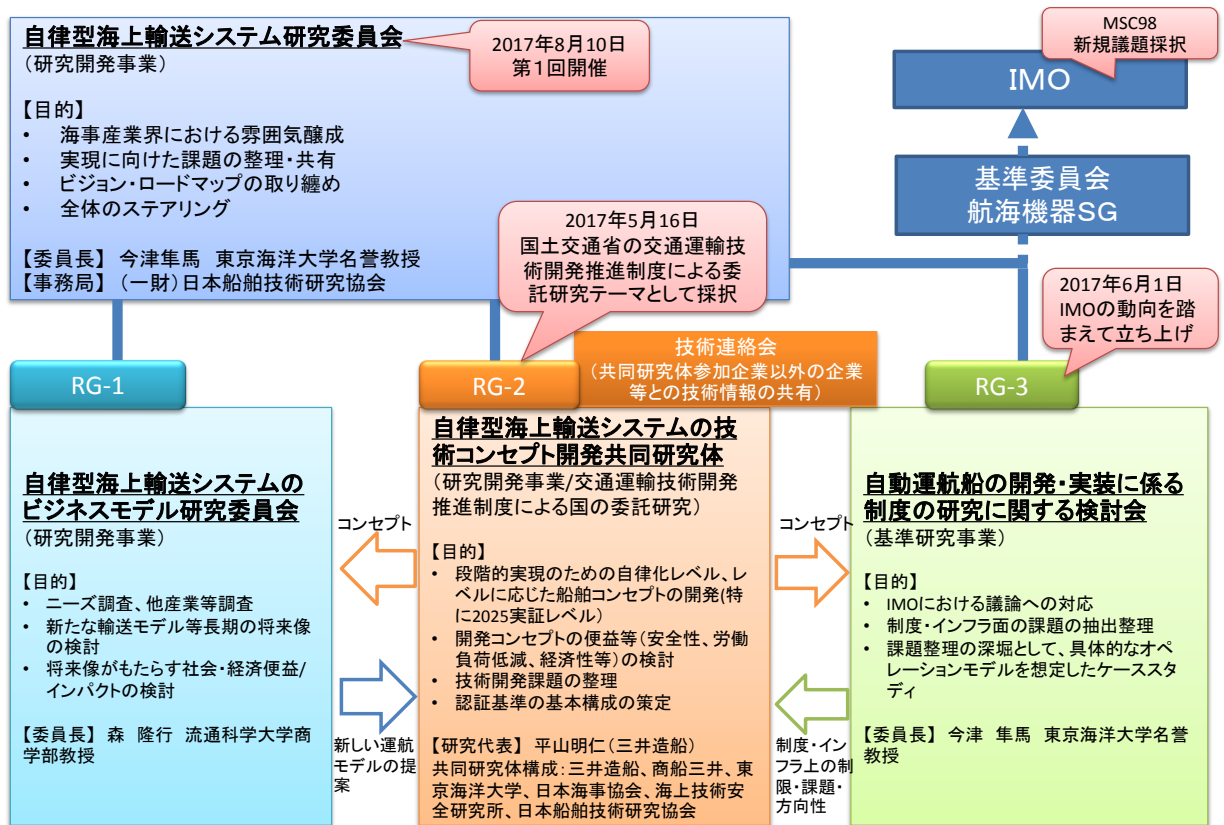 自律型海上輸送システム研究委員会
(研究開発事業)
【目的】
• 海事産業界における雰囲気醸成
• 実現に向けた課題の整理・共有
• ビジョン・ロードマップの取り纏め
• 全体のステアリング
【委員長】 今津隼馬 東京海洋大学名誉教授
【事務局】 (一財)日本船舶技術研究協会
2017年8月10日
第1回開催
MSC98
新規議題採択
IMO
基準委員会
航海機器SG
2017年5月16日
国土交通省の交通運輸技
術開発推進制度による委
託研究テーマとして採択
2017年6月1日
IMOの動向を踏
まえて立ち上げ
技術連絡会
(共同研究体参加企業以外の企業
等との技術情報の共有)
RG-1
自律型海上輸送システムの
ビジネスモデル研究委員会
(研究開発事業)
【目的】
• ニーズ調査、他産業等調査
• 新たな輸送モデル等長期の将来像
の検討
• 将来像がもたらす社会・経済便益/
インパクトの検討
【委員長】 森 隆行 流通科学大学商
学部教授
コンセプト
新しい運航
モデルの提
案
RG-2
自律型海上輸送システムの技
術コンセプト開発共同研究体
(研究開発事業/交通運輸技術開発
推進制度による国の委託研究)
【目的】
• 段階的実現のための自律化レベル、レ
ベルに応じた船舶コンセプトの開発(特
に2025実証レベル)
• 開発コンセプトの便益等(安全性、労働
負荷低減、経済性等)の検討
• 技術開発課題の整理
• 認証基準の基本構成の策定
【研究代表】 平山明仁(三井造船)
共同研究体構成:三井造船、商船三井、東
京海洋大学、日本海事協会、海上技術安
全研究所、日本船舶技術研究協会
コンセプト
制度・イン
フラ上の制
限・課題・
方向性
RG-3
自動運航船の開発・実装に係る
制度の研究に関する検討会
(基準研究事業)
【目的】
• IMOにおける議論への対応
• 制度・インフラ面の課題の抽出整理
• 課題整理の深堀として、具体的なオペ
レーションモデルを想定したケーススタ
ディ
【委員長】 今津 隼馬 東京海洋大学名誉
教授